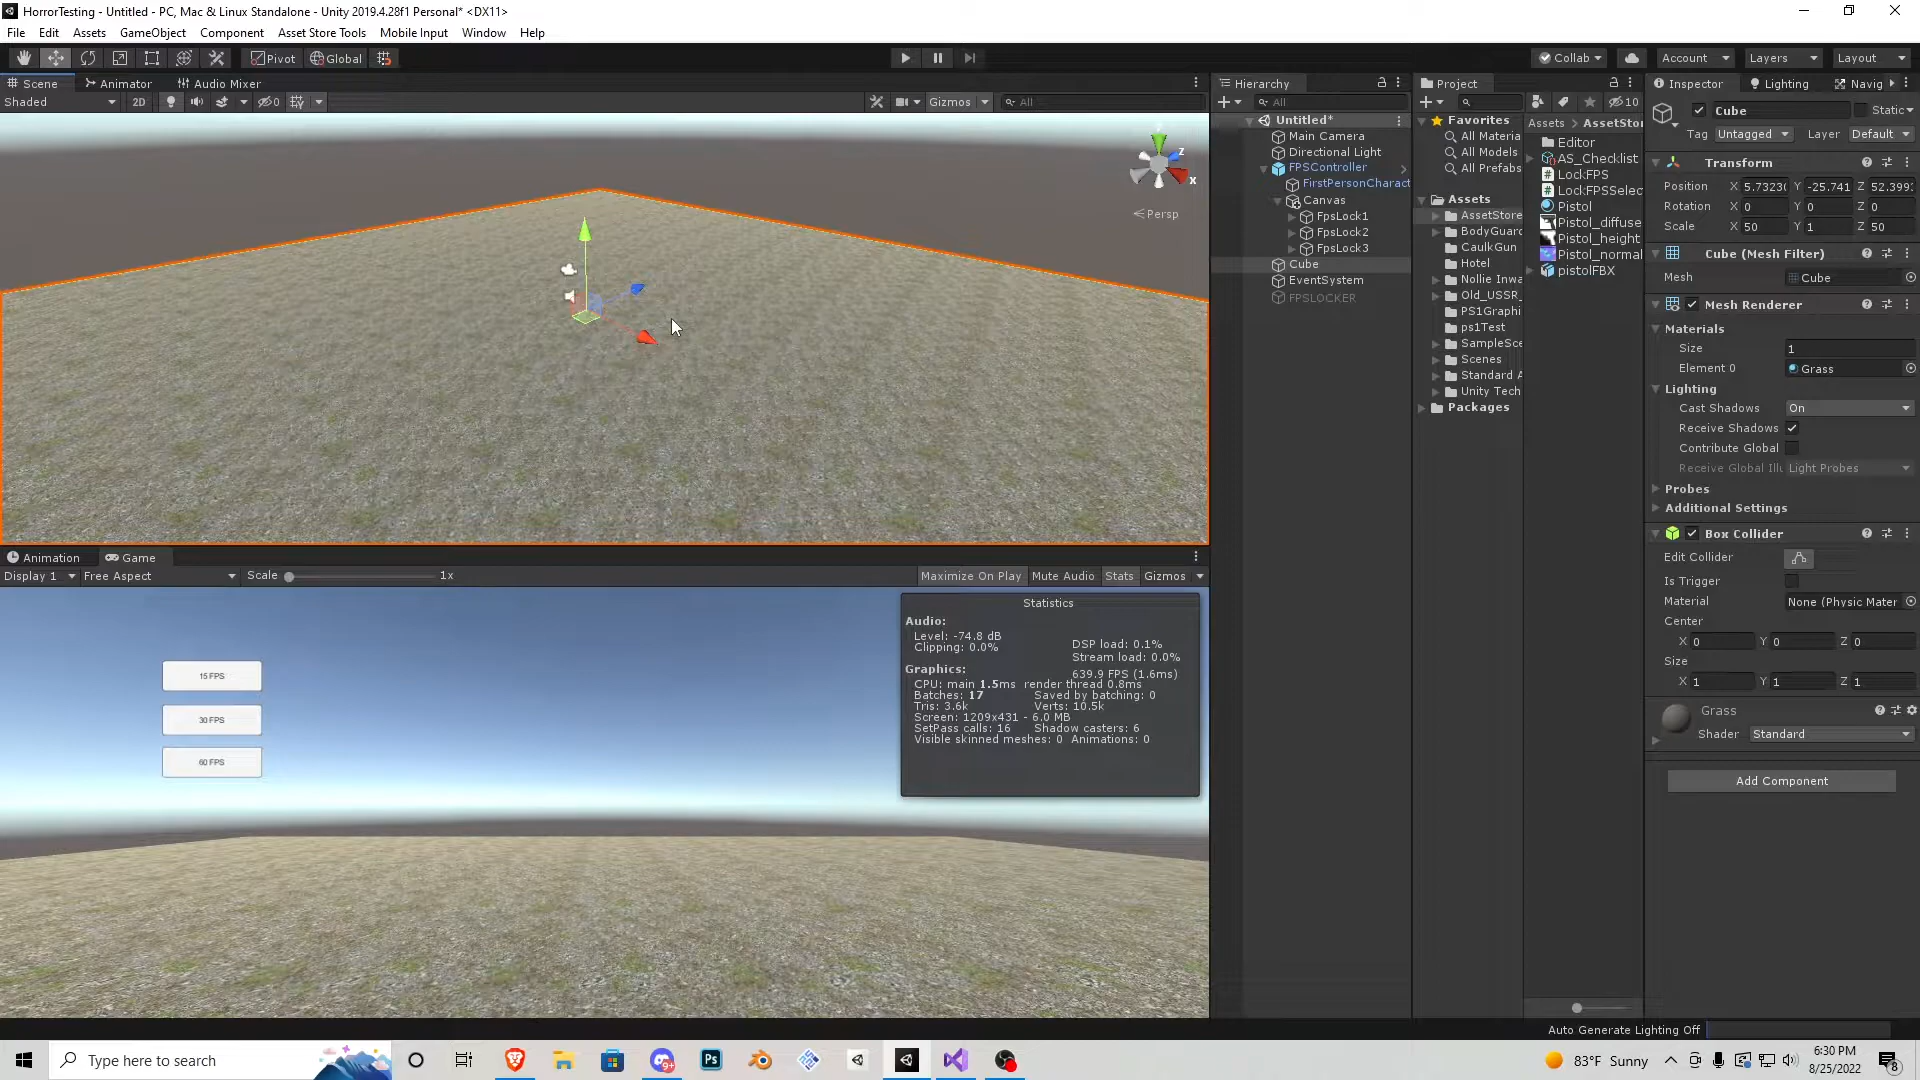 HorrorTesting - Untitled - PC, Mac & Linux Standalone - Unity 2019.4.28f1 Personal* <DX11>
File Edit Assets GameObject Component Asset Store Tools Mobile Input Window Help
Pivot Global Collab Account Layers Layout
Scene Animator Audio Mixer
Shaded 2D 0 Gizmos All
Persp
y
z
x
Animation Game
Display 1 Free Aspect Scale 1x Maximize On Play Mute Audio Stats Gizmos
15 FPS
30 FPS
60 FPS
Statistics
Audio:
Level: -74.8 dB DSP load: 0.1%
Clipping: 0.0% Stream load: 0.0%
Graphics: 639.9 FPS (1.6ms)
CPU: main 1.5ms render thread 0.8ms
Batches: 17 Saved by batching: 0
Tris: 3.6k Verts: 10.5k
Screen: 1209x431 - 6.0 MB
SetPass calls: 16 Shadow casters: 6
Visible skinned meshes: 0 Animations: 0
Hierarchy
All
Untitled*
Main Camera
Directional Light
FPSController
FirstPersonCharact
Canvas
FpsLock1
FpsLock2
FpsLock3
Cube
EventSystem
FPSLOCKER
Project
10
Favorites
All Materia
All Models
All Prefabs
Assets
AssetStore
BodyGuard
CaulkGun
Hotel
Nollie Inwa
Old_USSR_
PS1Graphi
ps1Test
SampleSce
Scenes
Standard A
Unity Tech
Packages
Assets > AssetStor
Editor
AS_Checklist
LockFPS
LockFPSSelec
Pistol
Pistol_diffuse
Pistol_height
Pistol_normal
pistolFBX
Inspector Lighting Navig
Cube Static
Tag Untagged Layer Default
Transform
Position X 5.7323( Y -25.741 Z 52.399
Rotation X 0 Y 0 Z 0
Scale X 50 Y 1 Z 50
Cube (Mesh Filter)
Mesh Cube
Mesh Renderer
Materials
Size 1
Element 0 Grass
Lighting
Cast Shadows On
Receive Shadows
Contribute Global
Receive Global Illu Light Probes
Probes
Additional Settings
Box Collider
Edit Collider
Is Trigger
Material None (Physic Mater
Center
X 0 Y 0 Z 0
Size
X 1 Y 1 Z 1
Grass
Shader Standard
Add Component
Auto Generate Lighting Off
Type here to search
9+
Ps
83°F Sunny
6:30 PM
8/25/2022
8